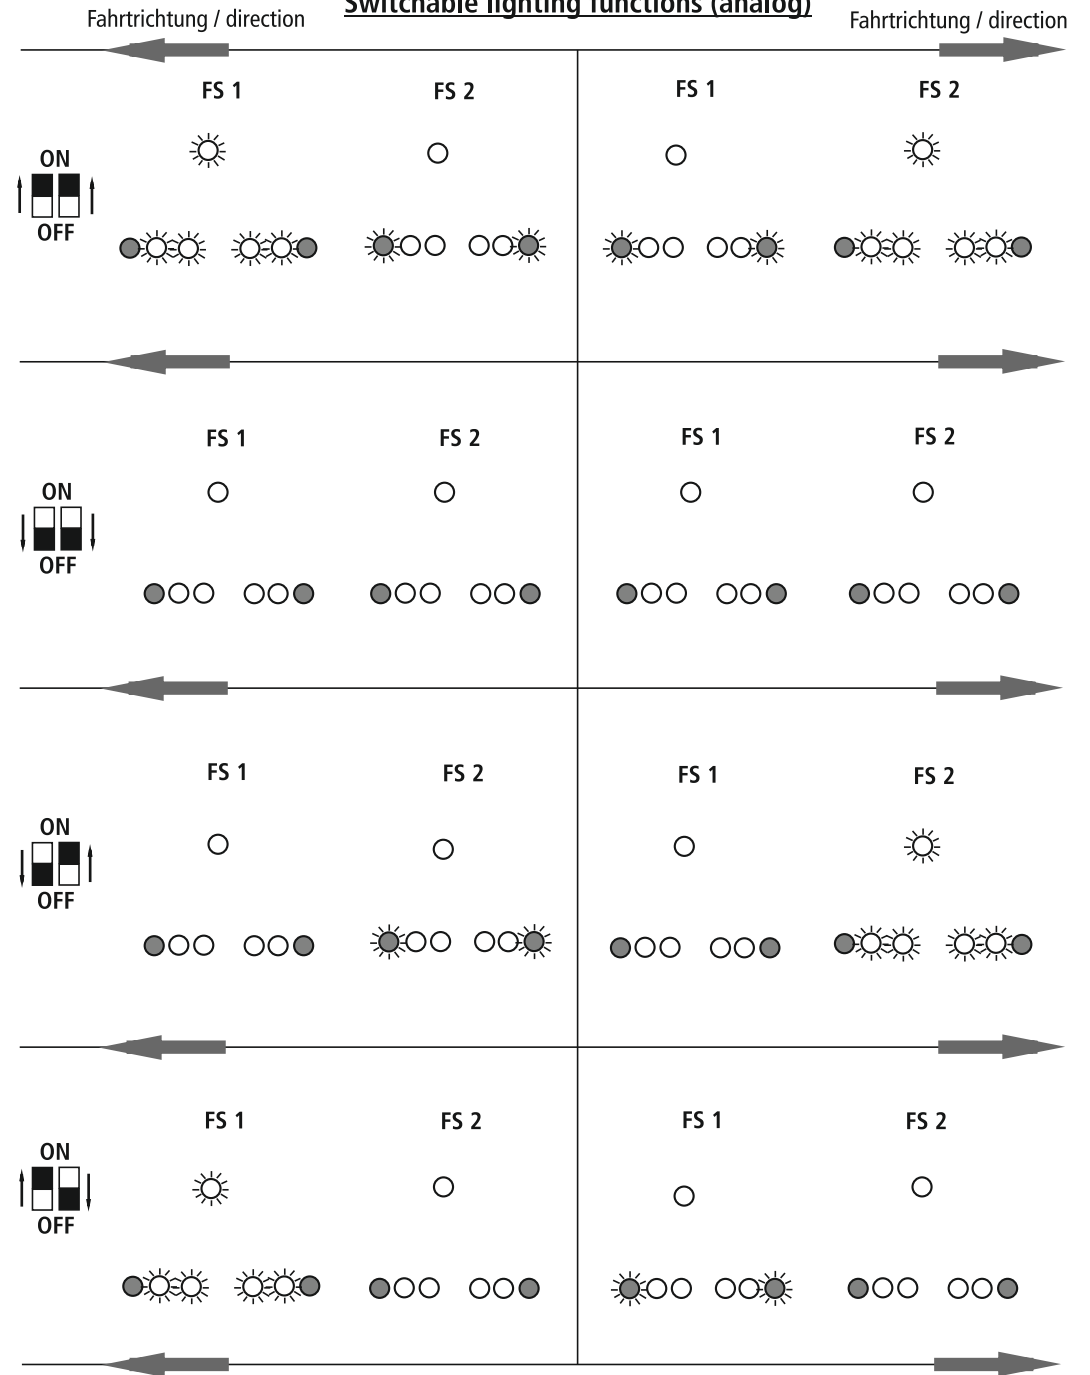 Switchable lighting functions (analog)
Fahrtrichtung / direction
Fahrtrichtung / direction
FS 1
FS 2
FS 1
FS 2
ON
OFF
FS 1
FS 2
FS 1
FS 2
ON
OFF
FS 1
FS 2
FS 1
FS 2
ON
OFF
FS 1
FS 2
FS 1
FS 2
ON
OFF